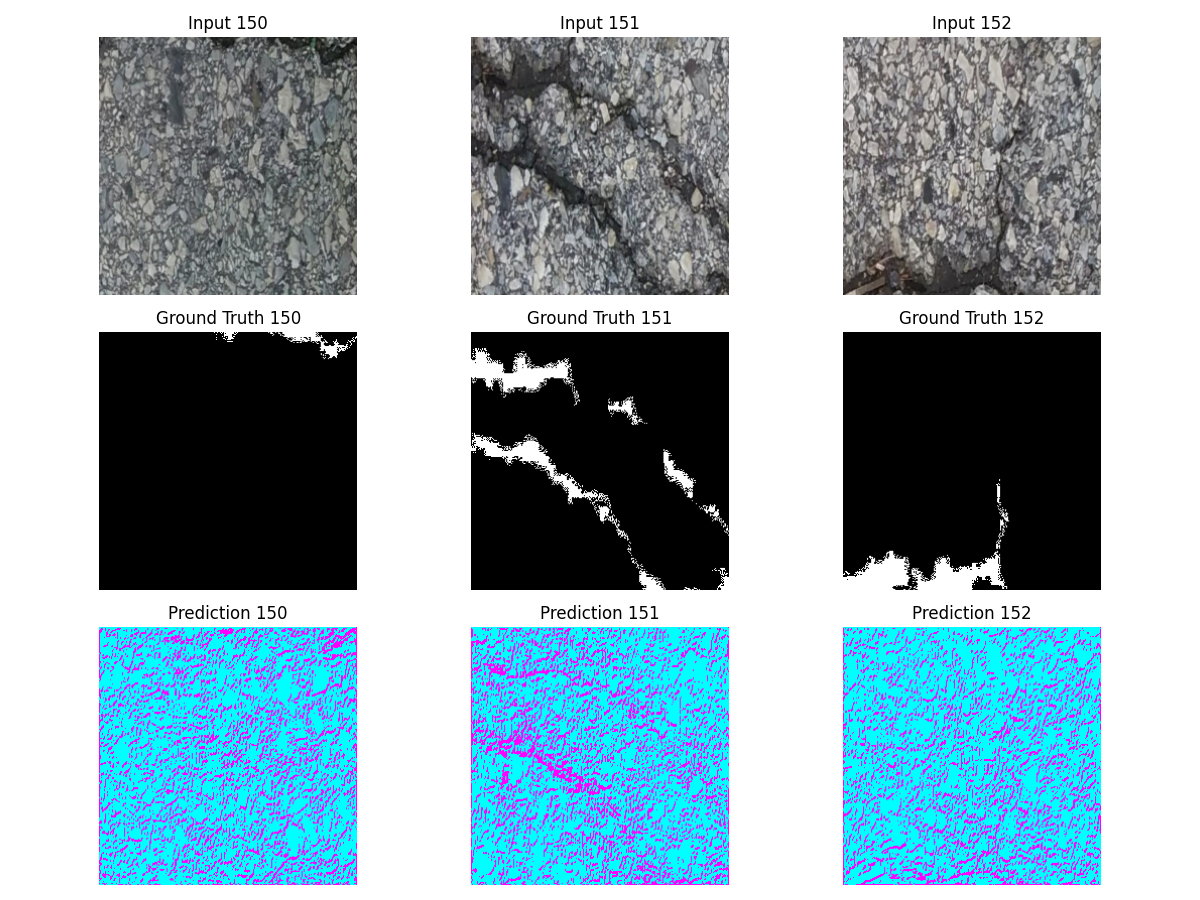 Input 150
Input 151
Input 152
Ground Truth 150
Ground Truth 151
Ground Truth 152
Prediction 150
Prediction 151
Prediction 152